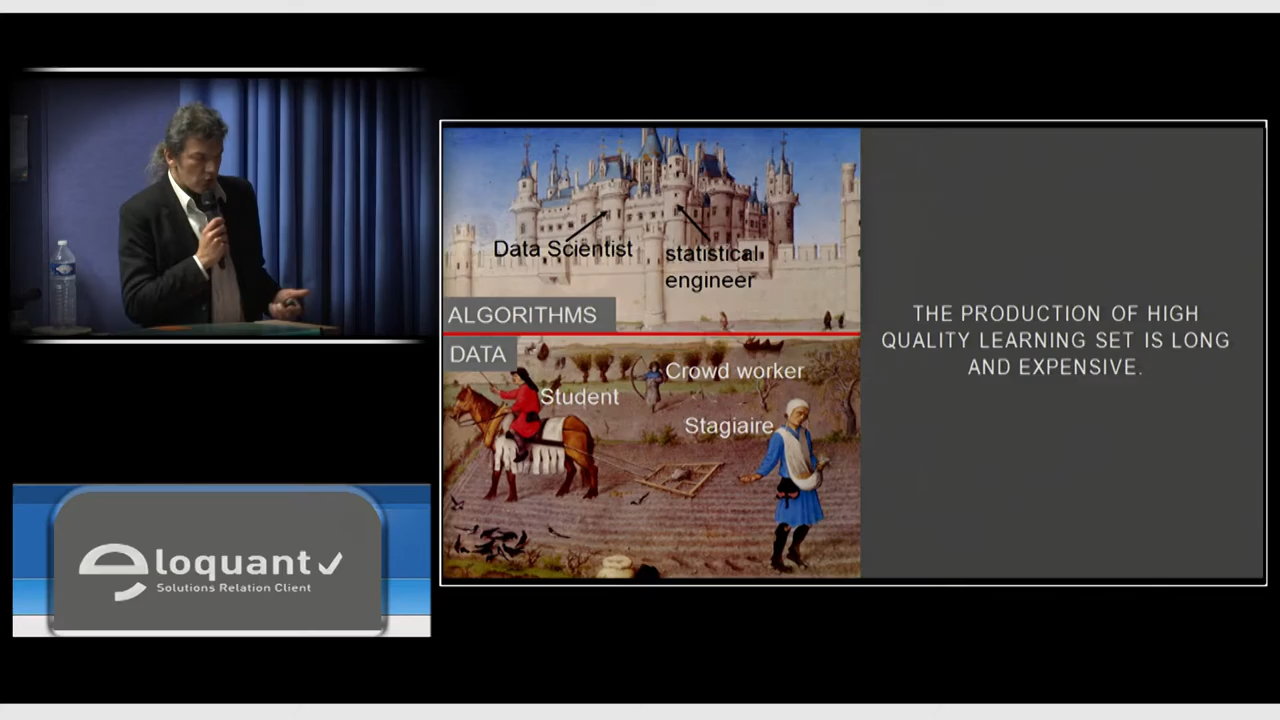 Data Scientist
statistical
engineer
ALGORITHMS
DATA
Crowd worker
Student
Stagiaire
THE PRODUCTION OF HIGH
QUALITY LEARNING SET IS LONG
AND EXPENSIVE.
eloquant
Solutions Relation Client